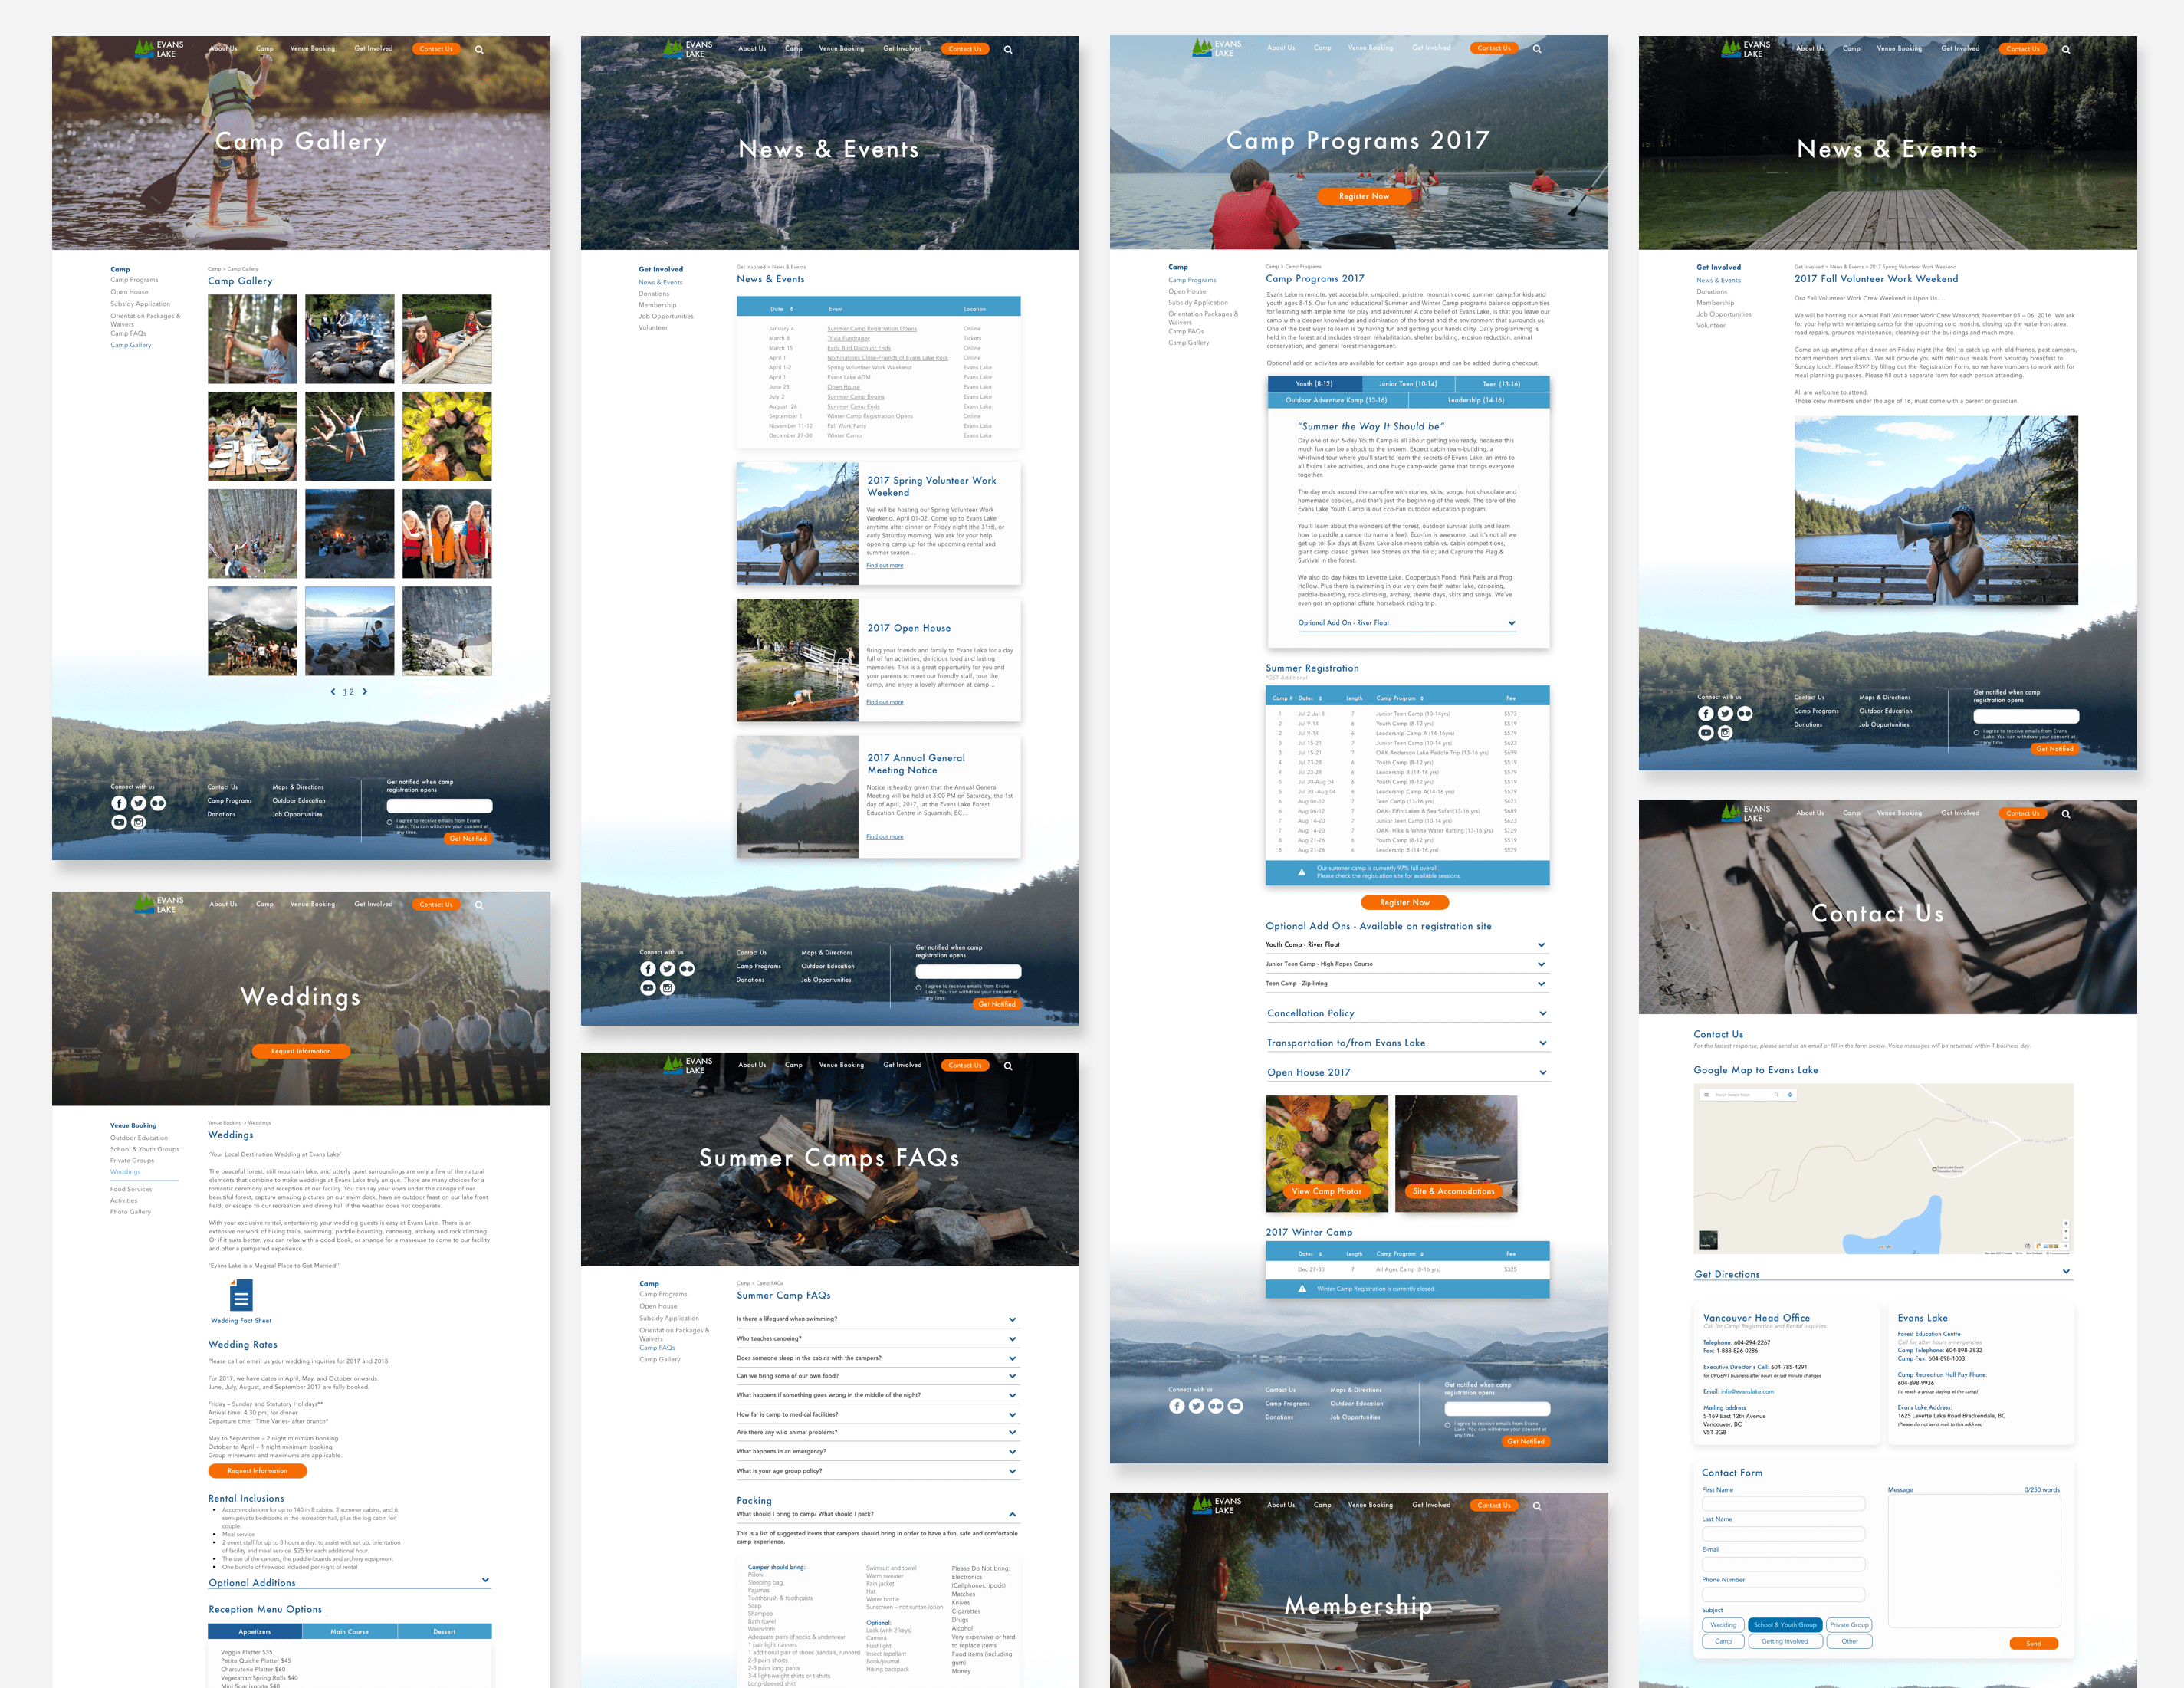 EVANS
LAKE
About Us
Camp
Venue Booking
Get Involved
Contact Us
Camp Gallery
Camp
Camp Programs
Open House
Subsidy Application
Orientation Packages &
Waivers
Camp FAQs
Camp Gallery
Camp > Camp Gallery
Camp Gallery
1 2
Connect with us
Contact Us
Camp Programs
Donations
Maps & Directions
Outdoor Education
Job Opportunities
Get notified when camp
registration opens
I agree to receive emails from Evans
Lake. You can withdraw your consent at
any time.
Get Notified
EVANS
LAKE
About Us
Camp
Venue Booking
Get Involved
Contact Us
Weddings
Request Information
Venue Booking
Outdoor Education
School & Youth Groups
Private Groups
Weddings
Food Services
Activities
Photo Gallery
Venue Booking > Weddings
Weddings
'Your Local Destination Wedding at Evans Lake'
The peaceful forest, still mountain lake, and utterly quiet surroundings are only a few of the natural
elements that combine to make weddings at Evans Lake truly unique. There are many choices for a
romantic ceremony and reception at our facility. You can say your vows under the canopy of our
beautiful forest, capture amazing pictures on our swim dock, have an outdoor feast on our lake front
field, or escape to our recreation and dining hall if the weather does not cooperate.
With your exclusive rental, entertaining your wedding guests is easy at Evans Lake. There is an
extensive network of hiking trails, swimming, paddle-boarding, canoeing, archery and rock climbing.
Or if it suits better, you can relax with a good book, or arrange for a masseuse to come to our facility
and offer a pampered experience.
'Evans Lake is a Magical Place to Get Married!'
Wedding Fact Sheet
Wedding Rates
Please call or email us your wedding inquiries for 2017 and 2018.
For 2017, we have dates in April, May, and October onwards.
June, July, August, and September 2017 are fully booked.
Friday – Sunday and Statutory Holidays**
Arrival time: 4:30 pm, for dinner
Departure time: Time Varies- after brunch*
May to September – 2 night minimum booking
October to April – 1 night minimum booking
Group minimums and maximums are applicable.
Request Information
Rental Inclusions
• Accommodations for up to 140 in 8 cabins, 2 summer cabins, and 6
semi private bedrooms in the recreation hall, plus the log cabin for
couple.
• Meal service
• 2 event staff for up to 8 hours a day, to assist with set up, orientation
of facility and meal service. $25 for each additional hour.
• The use of the canoes, the paddle-boards and archery equipment
• One bundle of firewood included per night of rental
Optional Additions
Reception Menu Options
Appetizers
Main Course
Dessert
Veggie Platter $35
Petite Quiche Platter $45
Charcuterie Platter $60
Vegetarian Spring Rolls $40
Mini Spanikopita $40
EVANS
LAKE
About Us
Camp
Venue Booking
Get Involved
Contact Us
News & Events
Get Involved
News & Events
Donations
Membership
Job Opportunities
Volunteer
Get Involved > News & Events
News & Events
Date Event Location
January 4 Summer Camp Registration Opens Online
March 8 Trivia Fundraiser Tickets
March 15 Early Bird Discount Ends Online
April 1 Nominations Close-Friends of Evans Lake Rock Online
April 1-2 Spring Volunteer Work Weekend Evans Lake
April 1 Evans Lake AGM Evans Lake
June 25 Open House Evans Lake
July 2 Summer Camp Begins Evans Lake
August 26 Summer Camp Ends Evans Lake
September 1 Winter Camp Registration Opens Online
November 11-12 Fall Work Party Evans Lake
December 27-30 Winter Camp Evans Lake
2017 Spring Volunteer Work
Weekend
We will be hosting our Spring Volunteer Work
Weekend, April 01-02. Come up to Evans Lake
anytime after dinner on Friday night (the 31st), or
early Saturday morning. We ask for your help
opening camp up for the upcoming rental and
summer season...
Find out more
2017 Open House
Bring your friends and family to Evans Lake for a day
full of fun activities, delicious food and lasting
memories. This is a great opportunity for you and
your parents to meet our friendly staff, tour the
camp, and enjoy a lovely afternoon at camp...
Find out more
2017 Annual General
Meeting Notice
Notice is hearby given that the Annual General
Meeting will be held at 3:00 PM on Saturday, the 1st
day of April, 2017, at the Evans Lake Forest
Education Centre in Squamish, BC...
Find out more
Connect with us
Contact Us
Camp Programs
Donations
Maps & Directions
Outdoor Education
Job Opportunities
Get notified when camp
registration opens
I agree to receive emails from Evans
Lake. You can withdraw your consent at
any time.
Get Notified
EVANS
LAKE
About Us
Camp
Venue Booking
Get Involved
Contact Us
Summer Camps FAQs
Camp
Camp Programs
Open House
Subsidy Application
Orientation Packages &
Waivers
Camp FAQs
Camp Gallery
Camp > Camp FAQs
Summer Camp FAQs
Is there a lifeguard when swimming?
Who teaches canoeing?
Does someone sleep in the cabins with the campers?
Can we bring some of our own food?
What happens if something goes wrong in the middle of the night?
How far is camp to medical facilities?
Are there any wild animal problems?
What happens in an emergency?
What is your age group policy?
Packing
What should I bring to camp/ What should I pack?
This is a list of suggested items that campers should bring in order to have a fun, safe and comfortable
camp experience.
Camper should bring:
Pillow
Sleeping bag
Pajamas
Toothbrush & toothpaste
Soap
Shampoo
Bath towel
Washcloth
Adequate pairs of socks & underwear
1 pair light runners
1 additional pair of shoes (sandals, runners)
2-3 pairs shorts
2-3 pairs long pants
3-4 light-weight shirts or t-shirts
Long-sleeved shirt
Swimsuit and towel
Warm sweater
Rain jacket
Hat
Water bottle
Sunscreen – not suntan lotion
Optional:
Lock (with 2 keys)
Camera
Flashlight
Insect repellant
Book/journal
Hiking backpack
Please Do Not bring:
Electronics
(Cellphones, ipods)
Matches
Knives
Cigarettes
Drugs
Alcohol
Very expensive or hard
to replace items
Food items (including
gum)
Money
EVANS
LAKE
About Us
Camp
Venue Booking
Get Involved
Contact Us
Camp Programs 2017
Register Now
Camp
Camp Programs
Open House
Subsidy Application
Orientation Packages &
Waivers
Camp FAQs
Camp Gallery
Camp > Camp Programs
Camp Programs 2017
Evans Lake is remote, yet accessible, unspoiled, pristine, mountain co-ed summer camp for kids and
youth ages 8-16. Our fun and educational Summer and Winter Camp programs balance opportunities
for learning with ample time for play and adventure! A core belief of Evans Lake, is that you leave our
camp with a deeper knowledge and admiration of the forest and the environment that surrounds us.
One of the best ways to learn is by having fun and getting your hands dirty. Daily programming is
held in the forest and includes stream rehabilitation, shelter building, erosion reduction, animal
conservation, and general forest management.
Optional add on activites are available for certain age groups and can be added during checkout.
Youth (8-12)
Junior Teen (10-14)
Teen (13-16)
Outdoor Adventure Kamp (13-16)
Leadership (14-16)
"Summer the Way It Should be"
Day one of our 6-day Youth Camp is all about getting you ready, because this
much fun can be a shock to the system. Expect cabin team-building, a
whirlwind tour where you'll start to learn the secrets of Evans Lake, an intro to
all Evans Lake activities, and one huge camp-wide game that brings everyone
together.
The day ends around the campfire with stories, skits, songs, hot chocolate and
homemade cookies, and that's just the beginning of the week. The core of the
Evans Lake Youth Camp is our Eco-Fun outdoor education program.
You'll learn about the wonders of the forest, outdoor survival skills and learn
how to paddle a canoe (to name a few). Eco-fun is awesome, but it's not all we
get up to! Six days at Evans Lake also means cabin vs. cabin competitions,
giant camp classic games like Stones on the field; and Capture the Flag &
Survival in the forest.
We also do day hikes to Levette Lake, Copperbush Pond, Pink Falls and Frog
Hollow. Plus there is swimming in our very own fresh water lake, canoeing,
paddle-boarding, rock-climbing, archery, theme days, skits and songs. We've
even got an optional offsite horseback riding trip.
Optional Add On - River Float
Summer Registration
*GST Additional
Camp # Dates Length Camp Program Fee
1 Jul 2-Jul 8 7 Junior Teen Camp (10-14yrs) $573
2 Jul 9-14 6 Youth Camp (8-12 yrs) $519
2 Jul 9-14 6 Leadership Camp A (14-16yrs) $579
3 Jul 15-21 7 Junior Teen Camp (10-14 yrs) $623
3 Jul 15-21 7 OAK Anderson Lake Paddle Trip (13-16 yrs) $699
4 Jul 23-28 6 Youth Camp (8-12 yrs) $519
4 Jul 23-28 6 Leadership B (14-16 yrs) $579
5 Jul 30-Aug 04 6 Youth Camp (8-12 yrs) $519
5 Jul 30 -Aug 04 6 Leadership Camp A(14-16 yrs) $579
6 Aug 06-12 7 Teen Camp (13-16 yrs) $623
6 Aug 06-12 7 OAK- Elfin Lakes & Sea Safari(13-16 yrs) $689
7 Aug 14-20 7 Junior Teen Camp (10-14 yrs) $623
7 Aug 14-20 7 OAK- Hike & White Water Rafting (13-16 yrs) $729
8 Aug 21-26 6 Youth Camp (8-12 yrs) $519
8 Aug 21-26 6 Leadership B (14-16 yrs) $579
Our summer camp is currently 97% full overall:
Please check the registration site for available sessions.
Register Now
Optional Add Ons - Available on registration site
Youth Camp - River Float
Junior Teen Camp - High Ropes Course
Teen Camp - Zip-lining
Cancellation Policy
Transportation to/from Evans Lake
Open House 2017
View Camp Photos
Site & Accomodations
2017 Winter Camp
Dates Length Camp Program Fee
Dec 27-30 7 All Ages Camp (8-16 yrs) $325
Winter Camp Registration is currently closed.
Connect with us
Contact Us
Camp Programs
Donations
Maps & Directions
Outdoor Education
Job Opportunities
Get notified when camp
registration opens
I agree to receive emails from Evans
Lake. You can withdraw your consent at
any time.
Get Notified
EVANS
LAKE
About Us
Camp
Venue Booking
Get Involved
Contact Us
Membership
EVANS
LAKE
About Us
Camp
Venue Booking
Get Involved
Contact Us
News & Events
Get Involved
News & Events
Donations
Membership
Job Opportunities
Volunteer
Get Involved > News & Events > 2017 Spring Volunteer Work Weekend
2017 Fall Volunteer Work Weekend
Our Fall Volunteer Work Crew Weekend is Upon Us....
We will be hosting our Annual Fall Volunteer Work Crew Weekend, November 05 – 06, 2016. We ask
for your help with winterizing camp for the upcoming cold months, closing up the waterfront area,
road repairs, grounds maintenance, clearing out the buildings and much more.
Come on up anytime after dinner on Friday night (the 4th) to catch up with old friends, past campers,
board members and alumni. We will provide you with delicious meals from Saturday breakfast to
Sunday lunch. Please RSVP by filling out the Registration Form, so we have numbers to work with for
meal planning purposes. Please fill out a separate form for each person attending.
All are welcome to attend.
Those crew members under the age of 16, must come with a parent or guardian.
Connect with us
Contact Us
Camp Programs
Donations
Maps & Directions
Outdoor Education
Job Opportunities
Get notified when camp
registration opens
I agree to receive emails from Evans
Lake. You can withdraw your consent at
any time.
Get Notified
EVANS
LAKE
About Us
Camp
Venue Booking
Get Involved
Contact Us
Contact Us
Contact Us
For the fastest response, please send us an email or fill in the form below. Voice messages will be returned within 1 business day.
Google Map to Evans Lake
Search Google Maps
Evans Lake Forest
Education Centre
Google
Get Directions
Vancouver Head Office
Call for Camp Registration and Rental Inquiries.
Telephone: 604-294-2267
Fax: 1-888-826-0286
Executive Director's Cell: 604-785-4291
for URGENT business after hours or last minute changes
Email: info@evanslake.com
Mailing address
5-169 East 12th Avenue
Vancouver, BC
V5T 2G8
Evans Lake
Forest Education Centre
Call for after hours emergencies
Camp Telephone: 604-898-3832
Camp Fax: 604-898-1003
Camp Recreation Hall Pay Phone:
604-898-9936
(to reach a group staying at the camp)
Evans Lake Address:
1625 Levette Lake Road Brackendale, BC
(Please do not send mail to this address)
Contact Form
First Name
Last Name
E-mail
Phone Number
Subject
Wedding
School & Youth Group
Private Group
Camp
Getting Involved
Other
Message
0/250 words
Send